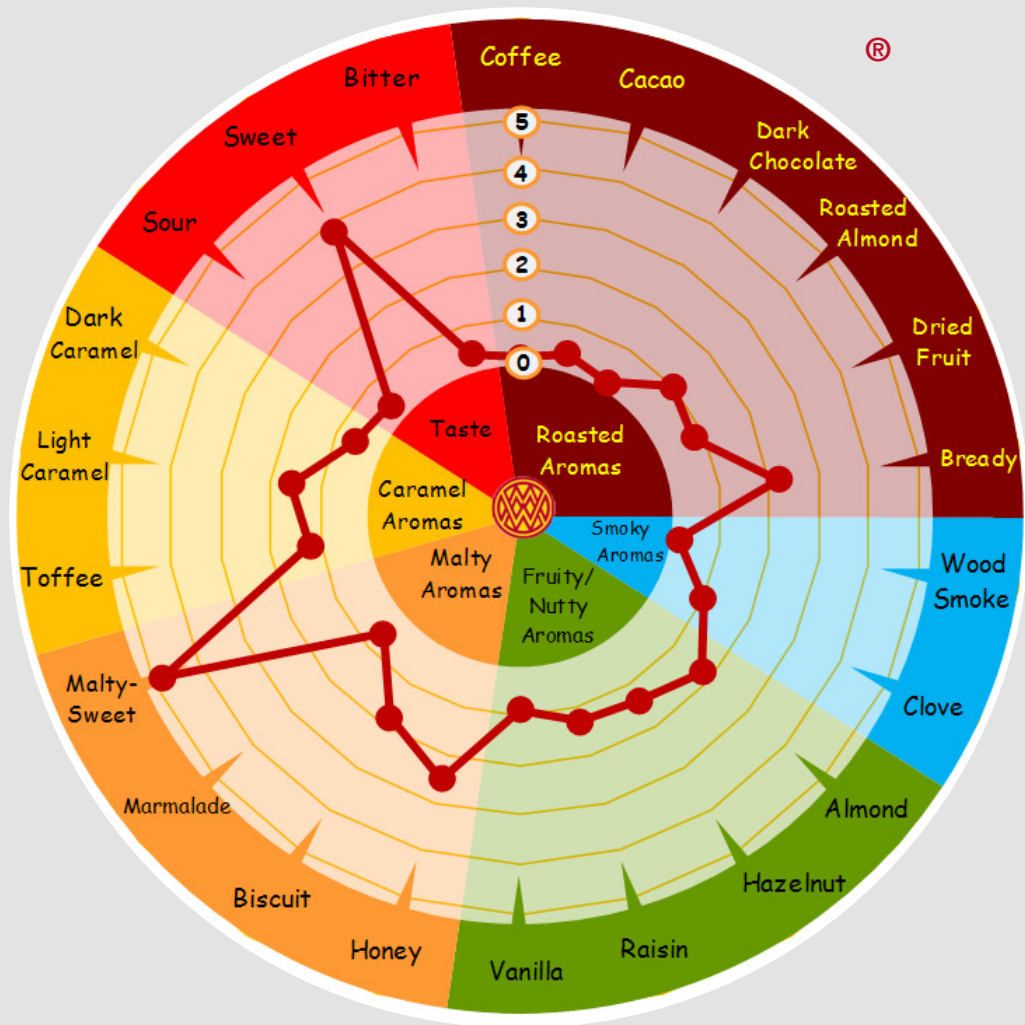 ®
Coffee
Cacao
Dark
Chocolate
Roasted
Almond
Dried
Fruit
Bready
Wood
Smoke
Clove
Almond
Hazelnut
Raisin
Vanilla
Honey
Biscuit
Marmalade
Malty-
Sweet
Toffee
Light
Caramel
Dark
Caramel
Sour
Sweet
Bitter
5
4
3
2
1
0
Taste
Roasted
Aromas
Caramel
Aromas
Smoky
Aromas
Malty
Aromas
Fruity/
Nutty
Aromas